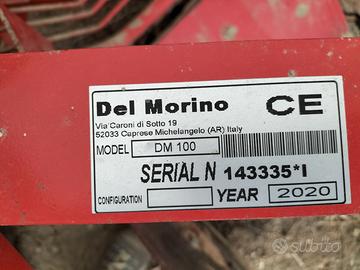 Del Morino CE
Via Caroni di Sotto 19
52033 Caprese Michelangelo (AR) Italy
MODEL DM 100
SERIAL N 143335*I
CONFIGURATION YEAR 2020
subito